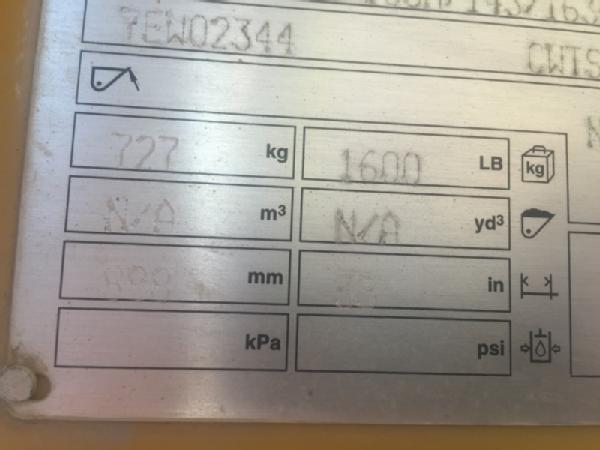 7EW02344
CWTS
727 kg 1600 LB kg
N/A m³ N/A yd³
mm in
kPa psi